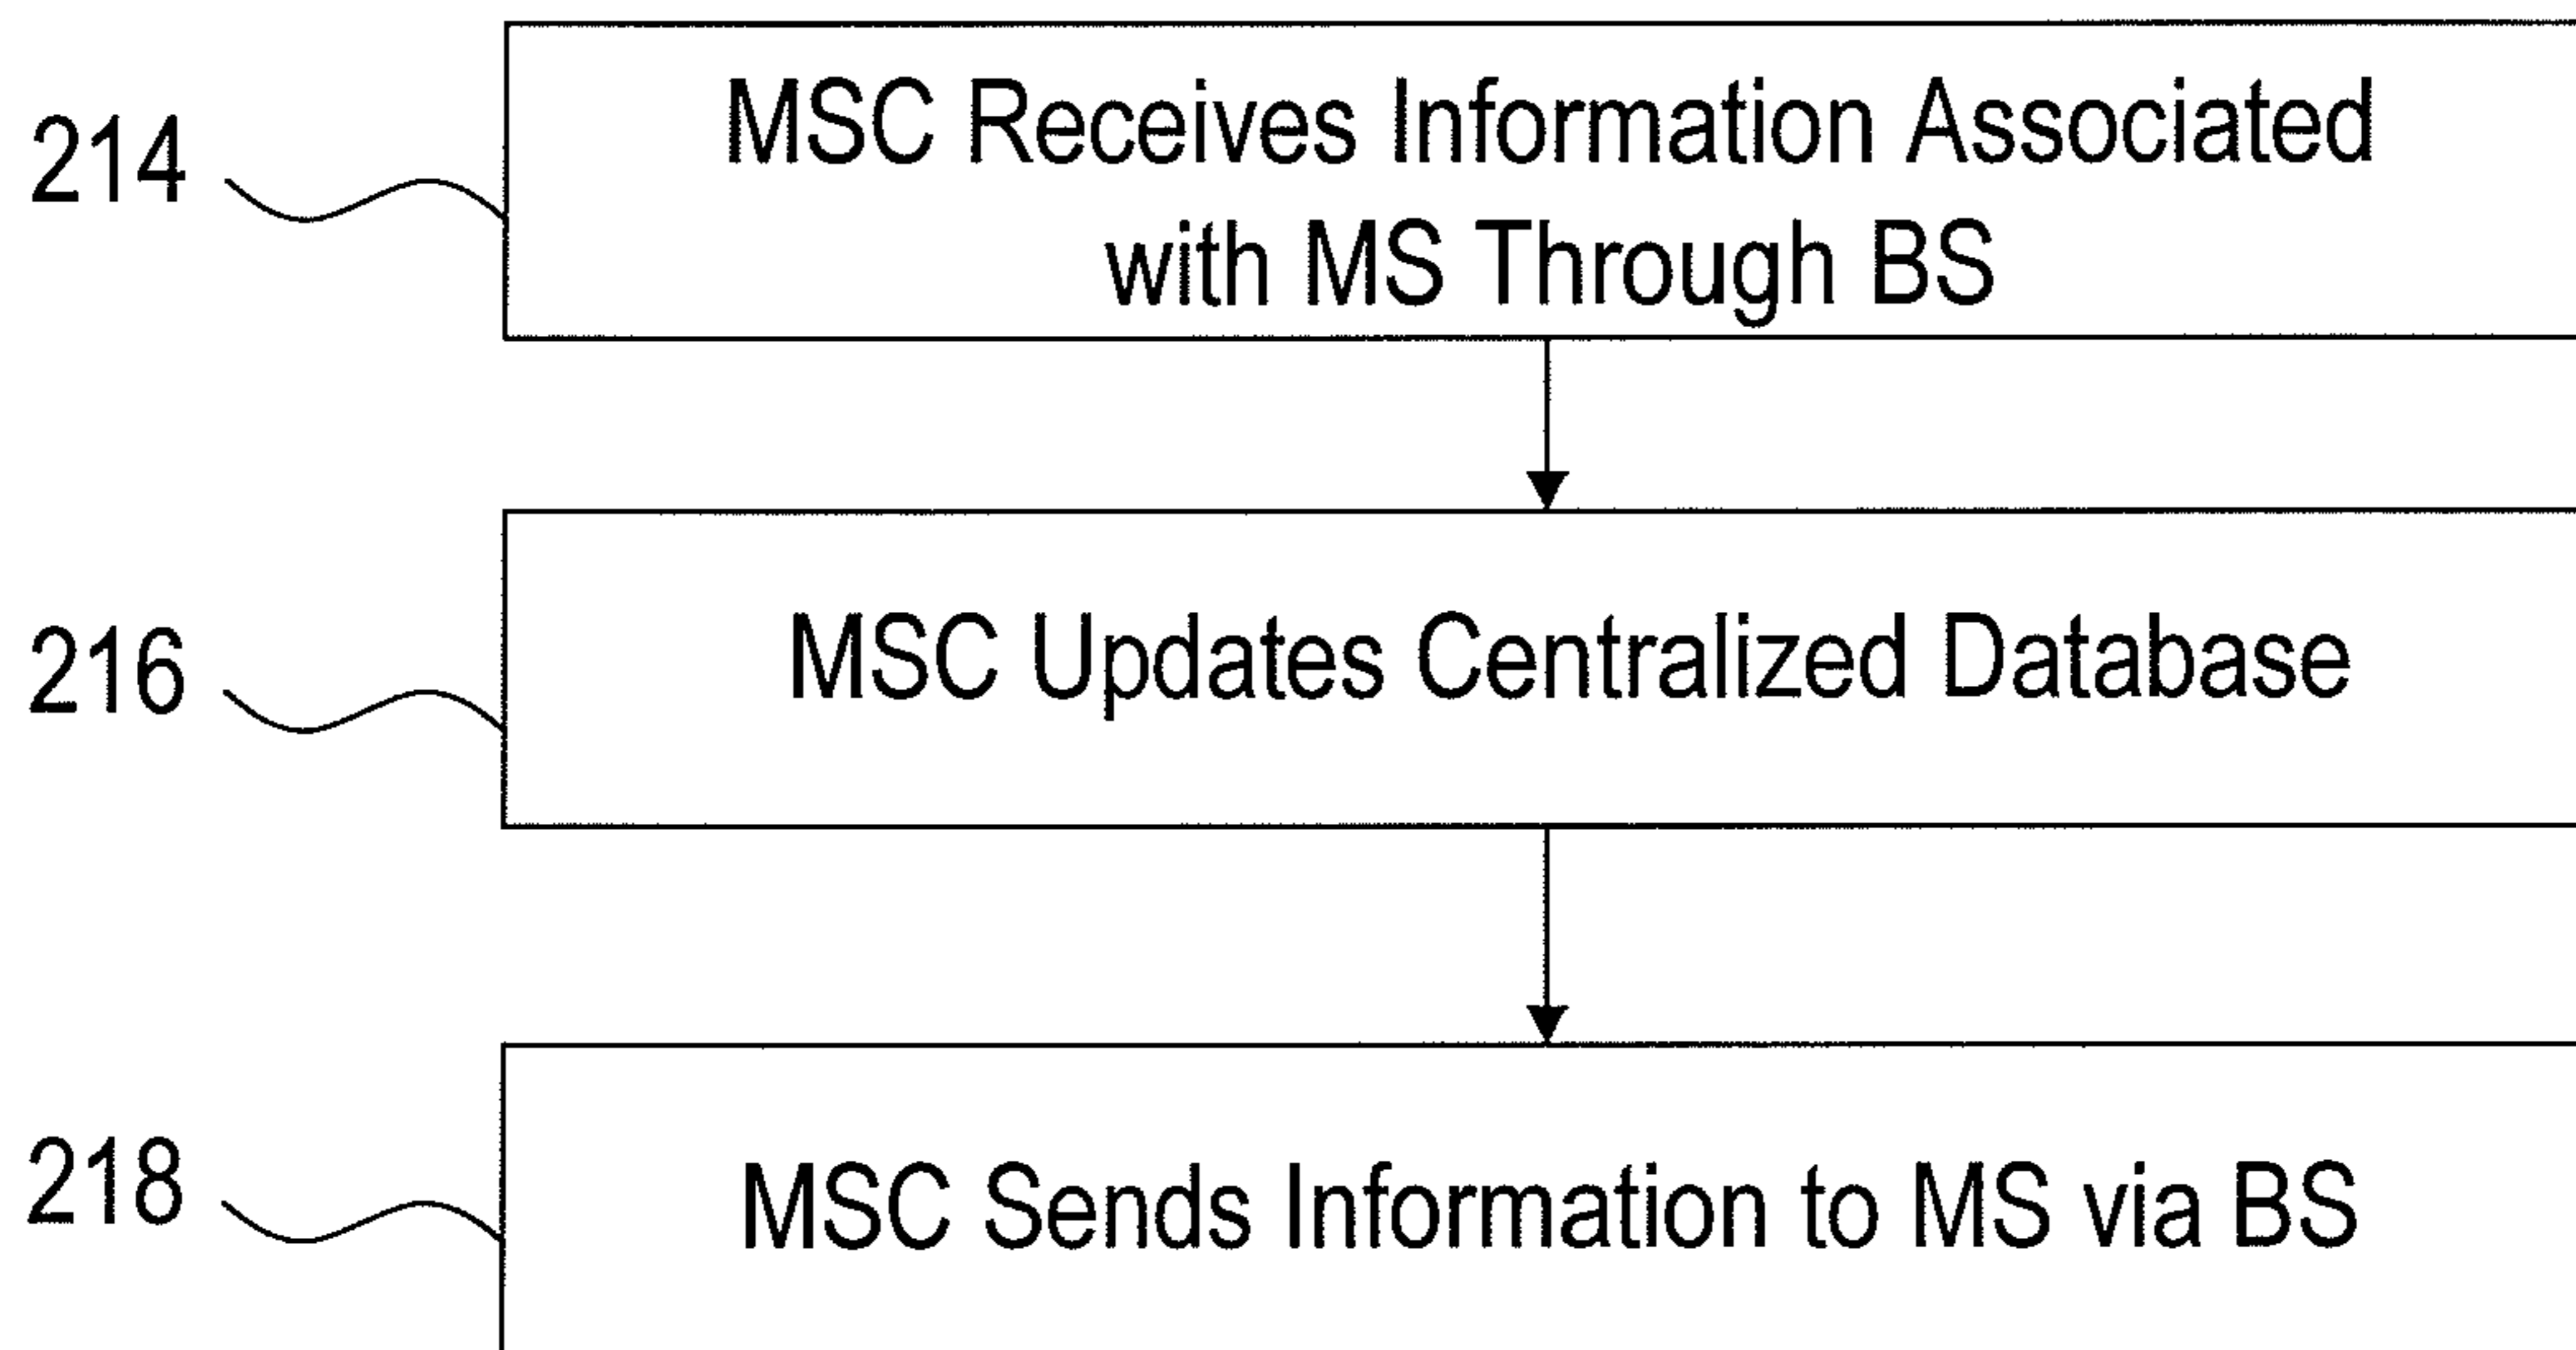 214
MSC Receives Information Associated
with MS Through BS
216
MSC Updates Centralized Database
218
MSC Sends Information to MS via BS